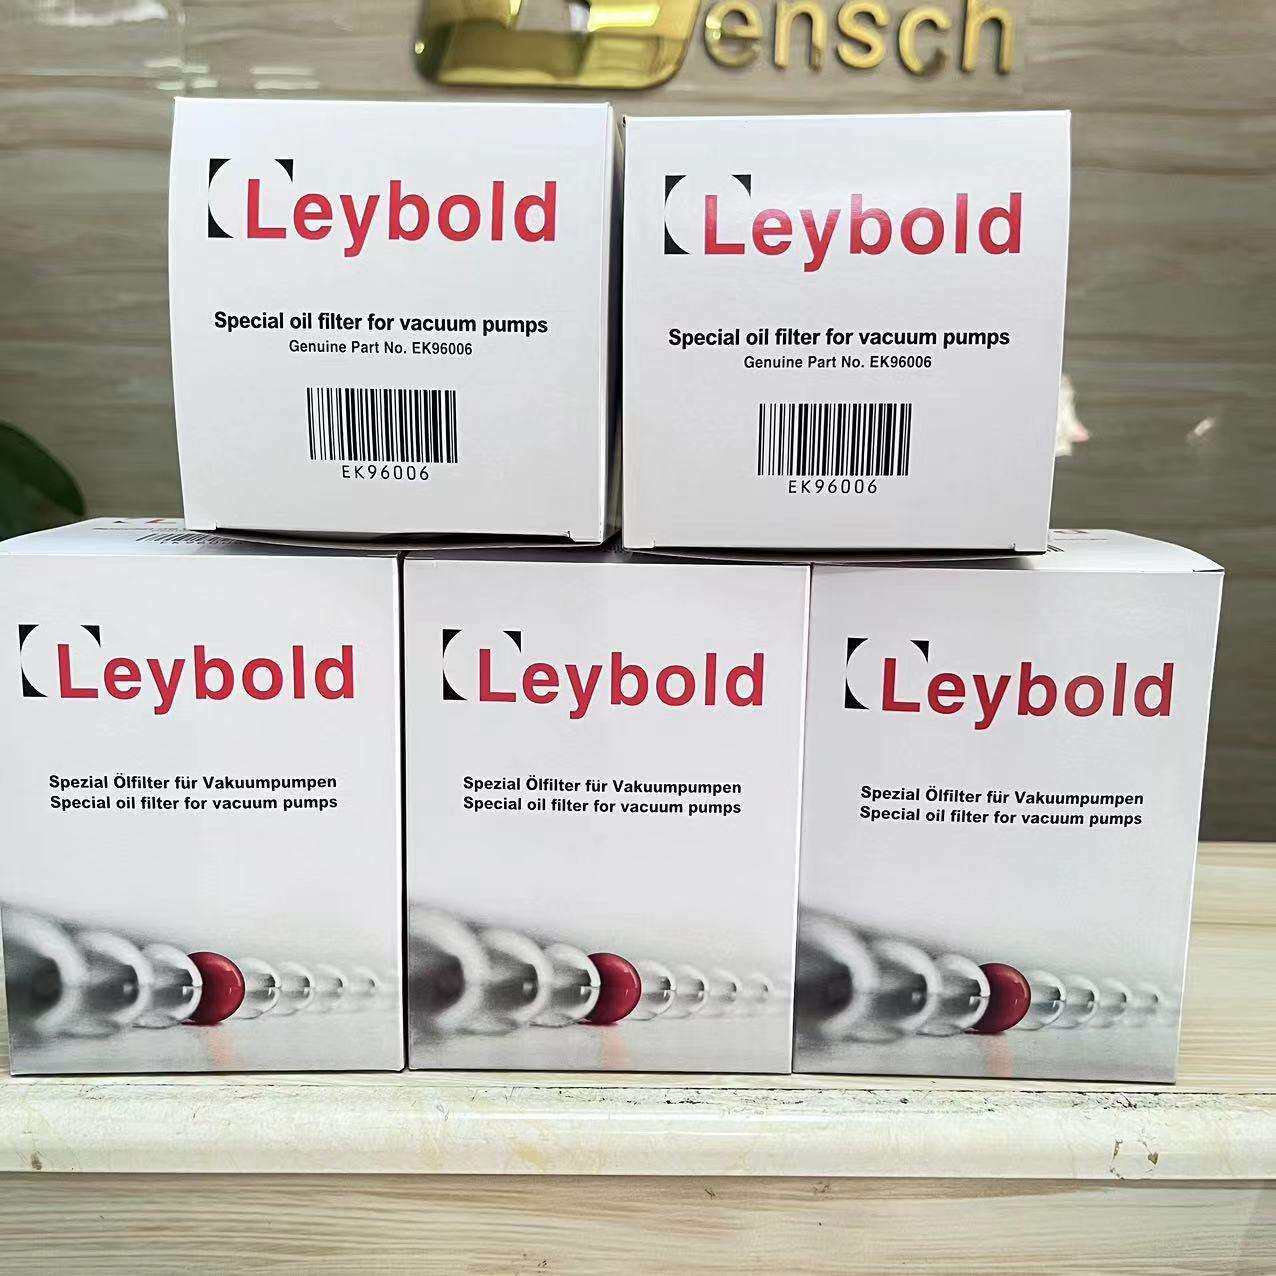 ensch
Leybold
Special oil filter for vacuum pumps
Genuine Part No. EK96006
EK96006
Leybold
Special oil filter for vacuum pumps
Genuine Part No. EK96006
EK96006
Leybold
Spezial Ölfilter für Vakuumpumpen
Special oil filter for vacuum pumps
Leybold
Spezial Ölfilter für Vakuumpumpen
Special oil filter for vacuum pumps
Leybold
Spezial Ölfilter für Vakuumpumpen
Special oil filter for vacuum pumps